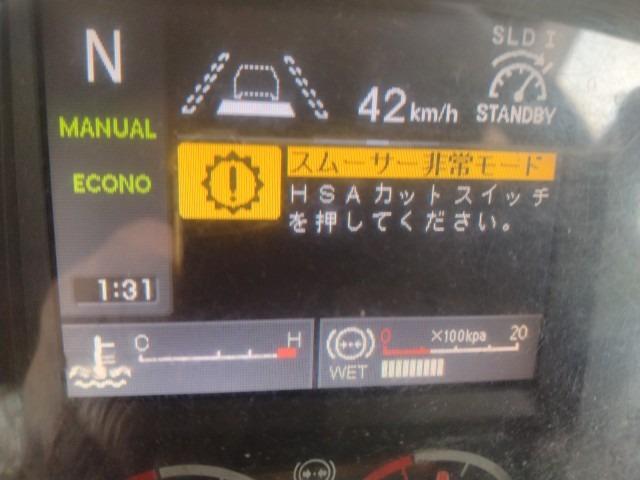 N
SLD I
MANUAL
42km/h
STANDBY
スムーサー非常モード
ECONO
HSAカットスイッチ
を押してください。
1:31
C
H
0
×100kpa
20
WET